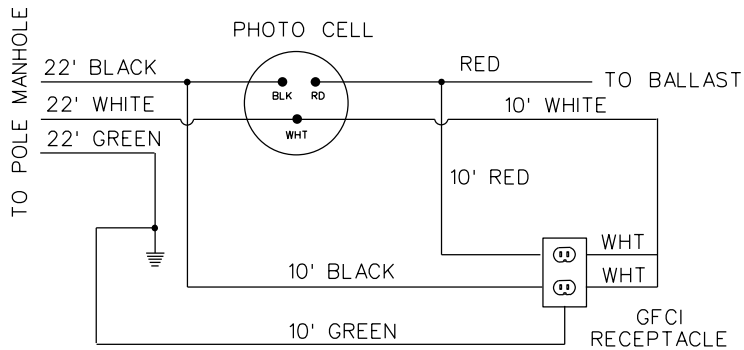 PHOTO CELL
TO POLE MANHOLE
22' BLACK
RED
TO BALLAST
BLK
RD
22' WHITE
10' WHITE
WHT
22' GREEN
10' RED
WHT
10' BLACK
WHT
10' GREEN
GFCI
RECEPTACLE